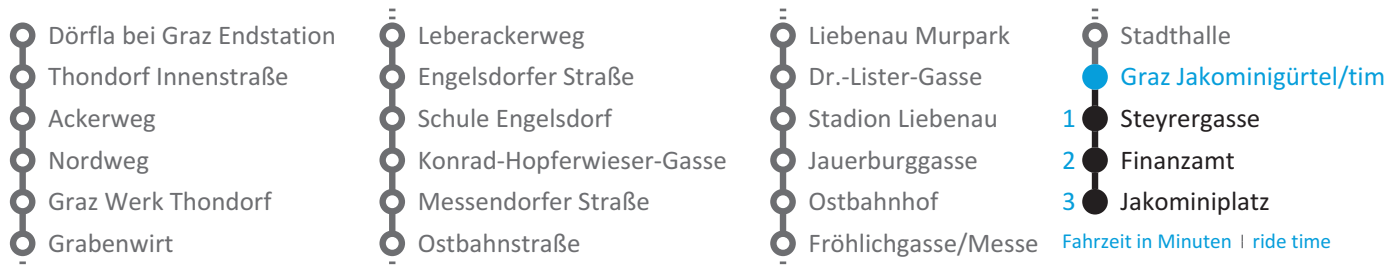 Dörfla bei Graz Endstation
Thondorf Innenstraße
Ackerweg
Nordweg
Graz Werk Thondorf
Grabenwirt
Leberackerweg
Engelsdorfer Straße
Schule Engelsdorf
Konrad-Hopferwieser-Gasse
Messendorfer Straße
Ostbahnstraße
Liebenau Murpark
Dr.-Lister-Gasse
Stadion Liebenau
Jauerburggasse
Ostbahnhof
Fröhlichgasse/Messe
Stadthalle
Graz Jakominigürtel/tim
1 Steyrergasse
2 Finanzamt
3 Jakominiplatz
Fahrzeit in Minuten | ride time